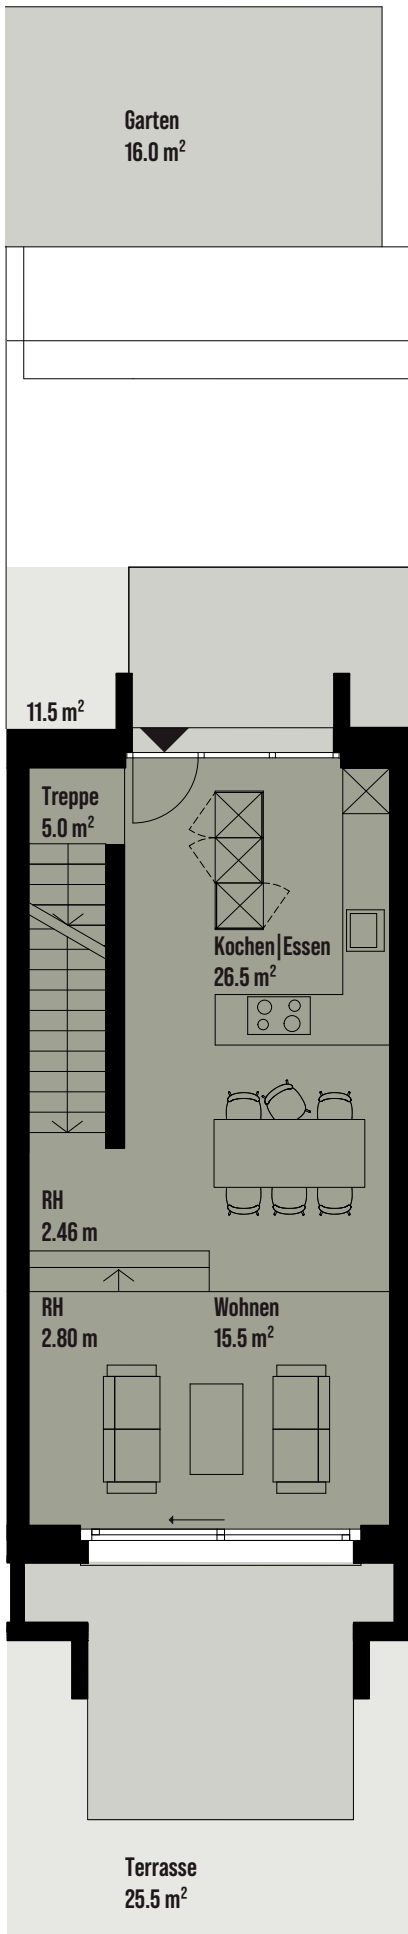 Garten
16.0 m²
11.5 m²
Treppe
5.0 m²
Kochen|Essen
26.5 m²
RH
2.46 m
RH
2.80 m
Wohnen
15.5 m²
Terrasse
25.5 m²